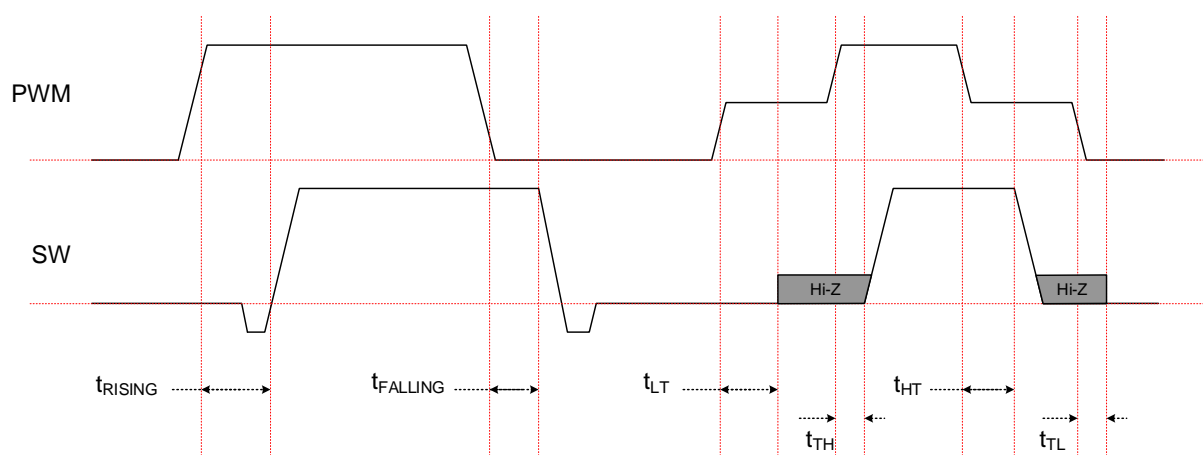 PWM
SW
Hi-Z
Hi-Z
tRISING
tFALLING
tLT
tHT
tTH
tTL